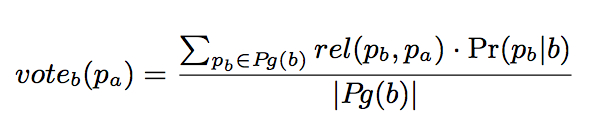 vote_b(p_a) = \frac{\sum_{p_b \in Pg(b)} rel(p_b, p_a) \cdot \Pr(p_b|b)}{|Pg(b)|}